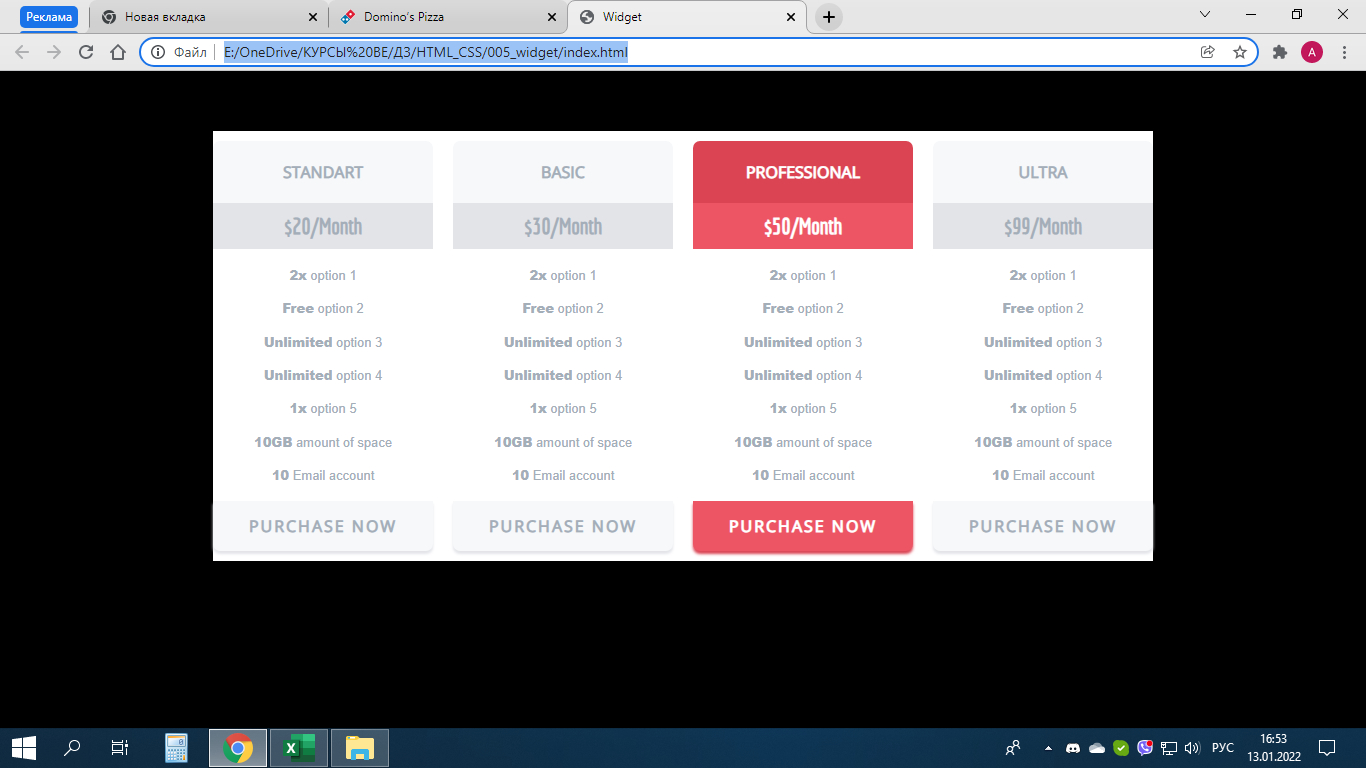 Реклама Новая вкладка Domino's Pizza Widget
Файл E:/OneDrive/КУРСЫ%20BE/ДЗ/HTML_CSS/005_widget/index.html A
STANDART BASIC PROFESSIONAL ULTRA
$20/Month $30/Month $50/Month $99/Month
2x option 1 2x option 1 2x option 1 2x option 1
Free option 2 Free option 2 Free option 2 Free option 2
Unlimited option 3 Unlimited option 3 Unlimited option 3 Unlimited option 3
Unlimited option 4 Unlimited option 4 Unlimited option 4 Unlimited option 4
1x option 5 1x option 5 1x option 5 1x option 5
10GB amount of space 10GB amount of space 10GB amount of space 10GB amount of space
10 Email account 10 Email account 10 Email account 10 Email account
PURCHASE NOW PURCHASE NOW PURCHASE NOW PURCHASE NOW
РУС 16:53
13.01.2022